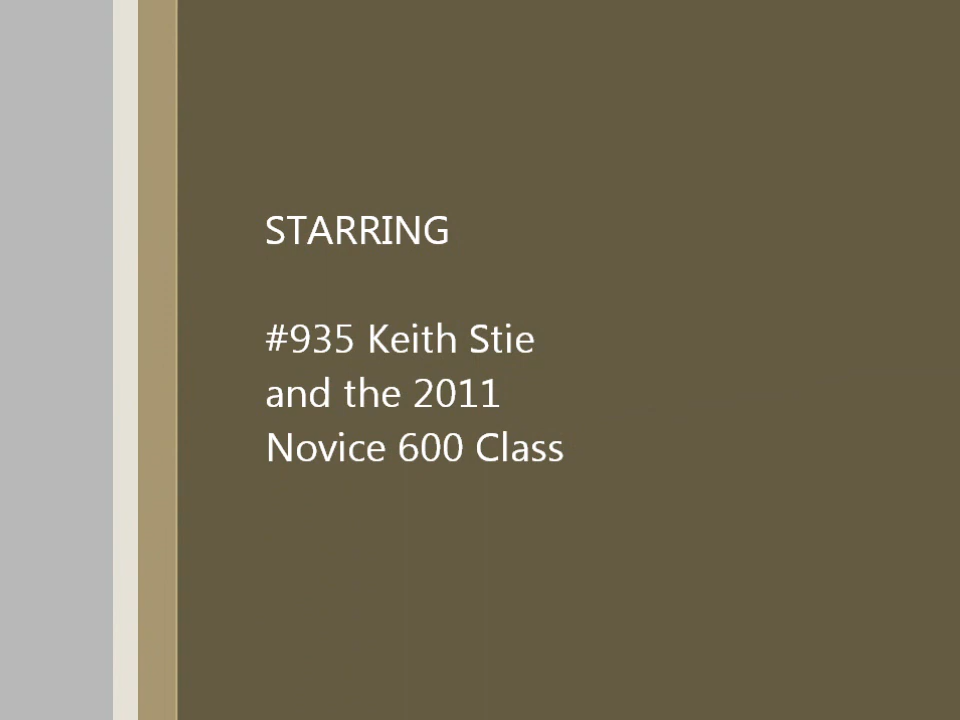 STARRING
#935 Keith Stie
and the 2011
Novice 600 Class